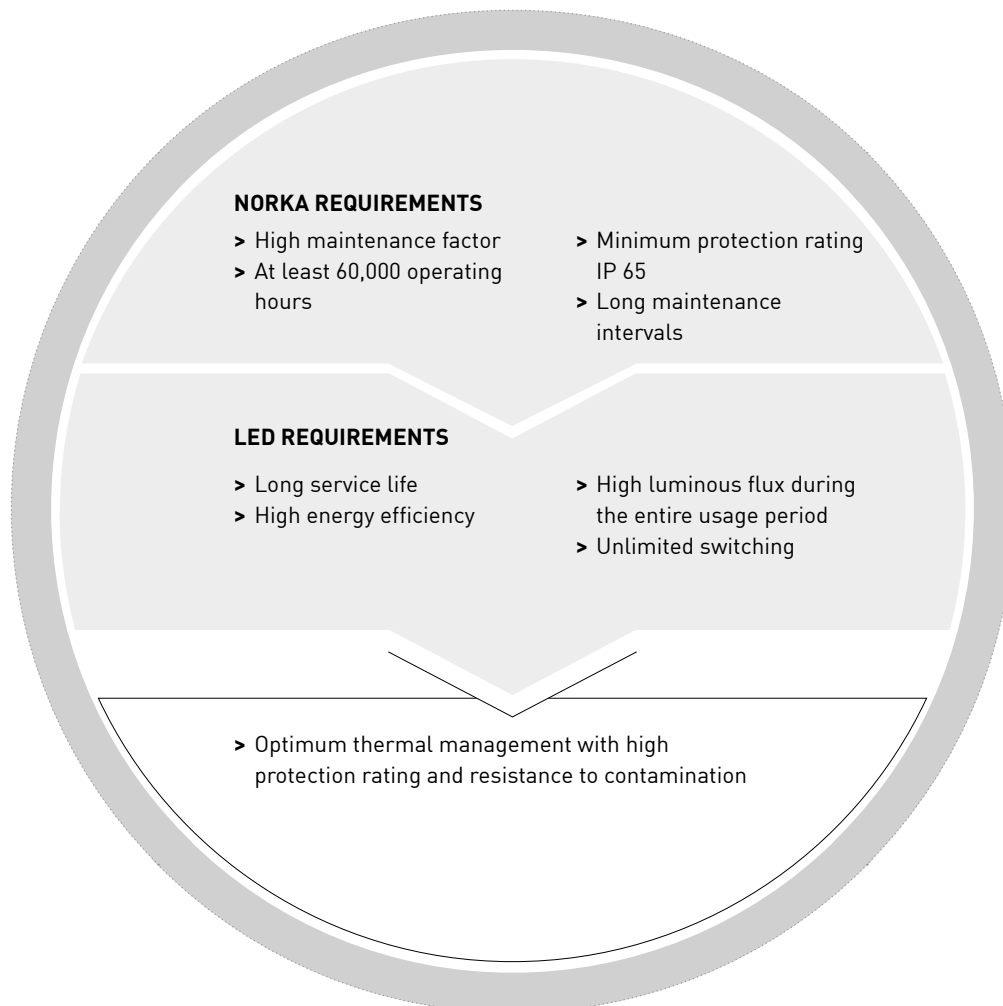 NORKA REQUIREMENTS
> High maintenance factor
> At least 60,000 operating
hours
> Minimum protection rating
IP 65
> Long maintenance
intervals
LED REQUIREMENTS
> Long service life
> High energy efficiency
> High luminous flux during
the entire usage period
> Unlimited switching
> Optimum thermal management with high
protection rating and resistance to contamination